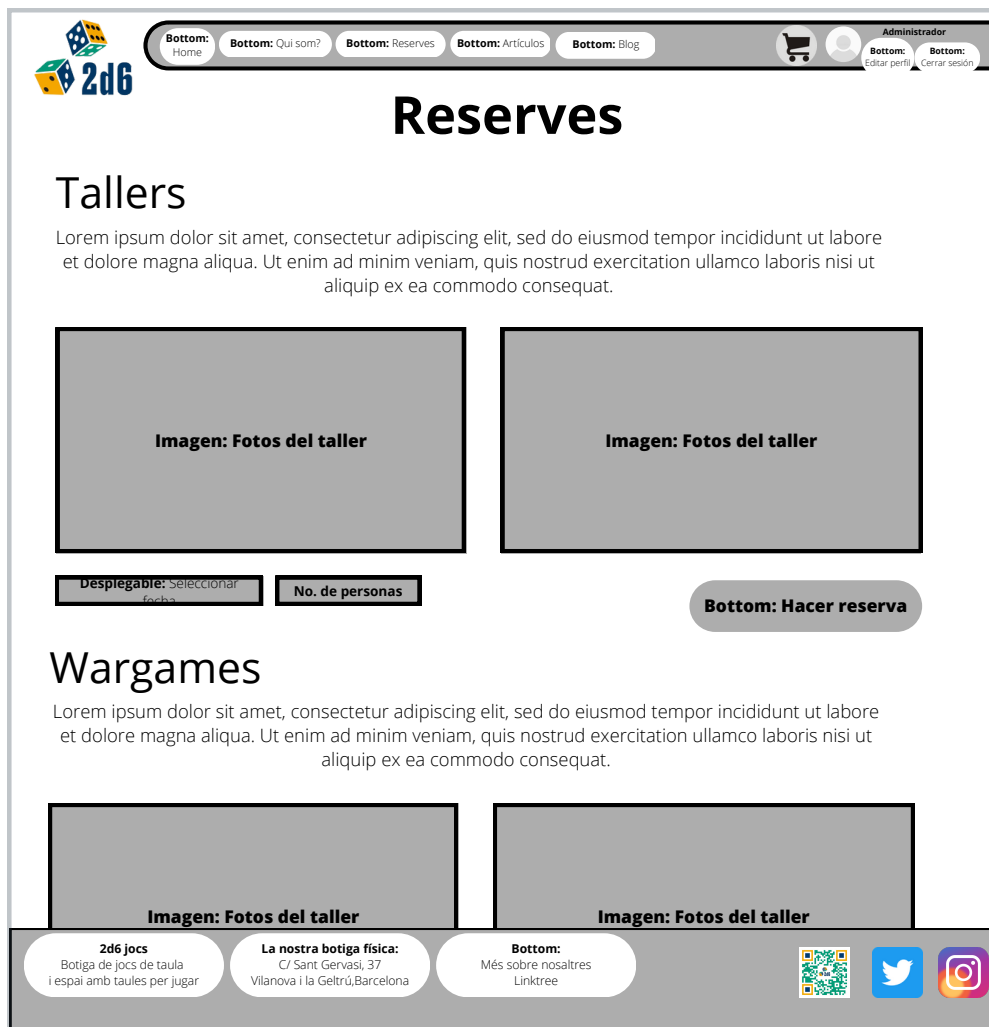 2d6
Bottom:
Home
Bottom: Qui som?
Bottom: Reserves
Bottom: Artículos
Bottom: Blog
Administrador
Bottom:
Editar perfil
Bottom:
Cerrar sesión
Reserves
Tallers
Lorem ipsum dolor sit amet, consectetur adipiscing elit, sed do eiusmod tempor incididunt ut labore
et dolore magna aliqua. Ut enim ad minim veniam, quis nostrud exercitation ullamco laboris nisi ut
aliquip ex ea commodo consequat.
Imagen: Fotos del taller
Imagen: Fotos del taller
Desplegable: Seleccionar
fecha
No. de personas
Bottom: Hacer reserva
Wargames
Lorem ipsum dolor sit amet, consectetur adipiscing elit, sed do eiusmod tempor incididunt ut labore
et dolore magna aliqua. Ut enim ad minim veniam, quis nostrud exercitation ullamco laboris nisi ut
aliquip ex ea commodo consequat.
Imagen: Fotos del taller
Imagen: Fotos del taller
2d6 jocs
Botiga de jocs de taula
i espai amb taules per jugar
La nostra botiga física:
C/ Sant Gervasi, 37
Vilanova i la Geltrú,Barcelona
Bottom:
Més sobre nosaltres
Linktree